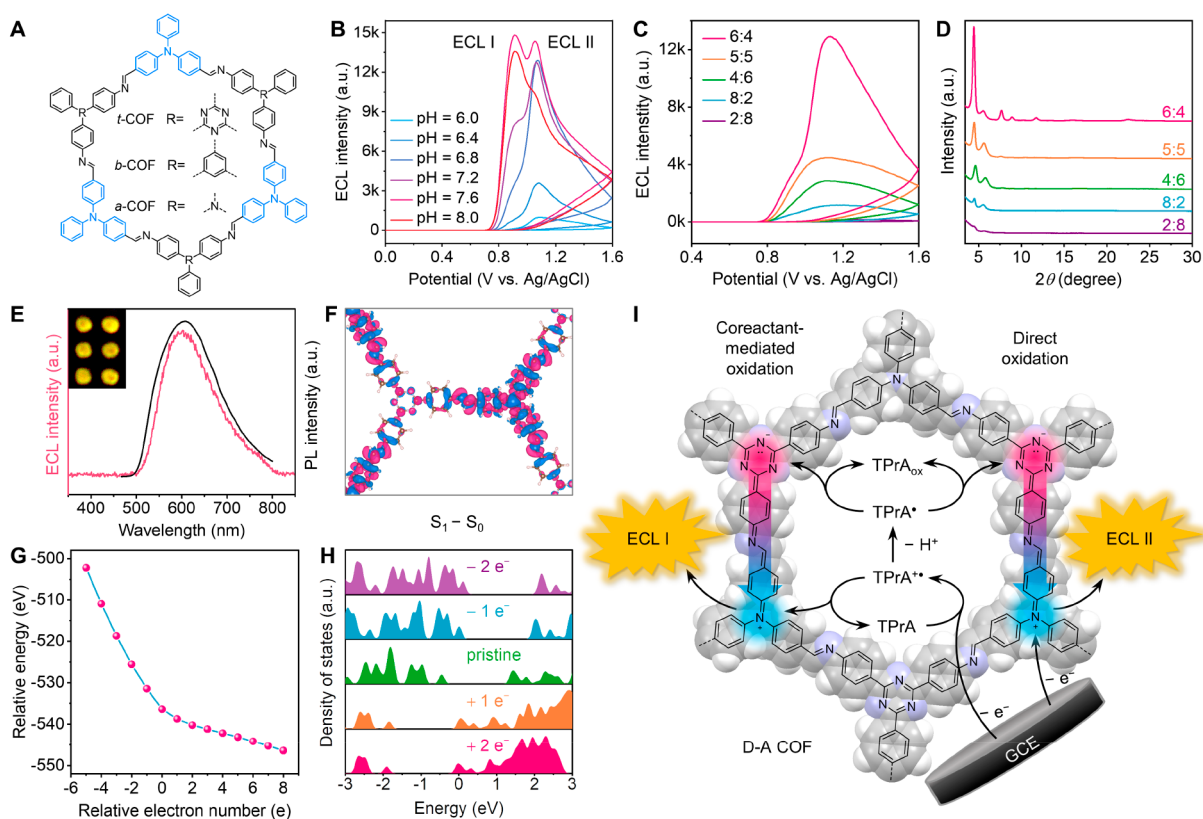 A
N
N
N
N
N
R
R
t-COF R=
N N
N
b-COF R=
a-COF R=
N
N
N
N
N
N
N
R
B
ECL I ECL II
ECL intensity (a.u.)
15k
12k
9k
6k
3k
0
pH = 6.0
pH = 6.4
pH = 6.8
pH = 7.2
pH = 7.6
pH = 8.0
0.4 0.8 1.2 1.6
Potential (V vs. Ag/AgCl)
C
ECL intenstity (a.u.)
12k
8k
4k
0k
6:4
5:5
4:6
8:2
2:8
0.4 0.8 1.2 1.6
Potential (V vs. Ag/AgCl)
D
Intensity (a.u.)
6:4
5:5
4:6
8:2
2:8
5 10 15 20 25 30
2θ (degree)
E
ECL intensity (a.u.)
PL intensity (a.u.)
400 500 600 700 800
Wavelength (nm)
F
S1 − S0
G
Relative energy (eV)
-500
-510
-520
-530
-540
-550
-6 -4 -2 0 2 4 6 8
Relative electron number (e)
H
Density of states (a.u.)
− 2 e−
− 1 e−
pristine
+ 1 e−
+ 2 e−
-3 -2 -1 0 1 2 3
Energy (eV)
I
Coreactant-
mediated
oxidation
Direct
oxidation
TPrAox
TPrA•
− H+
TPrA+•
TPrA
ECL I
ECL II
− e−
− e−
D-A COF
GCE